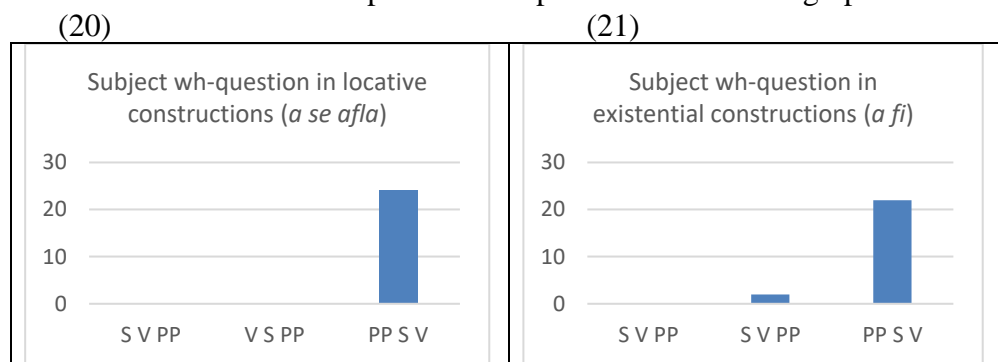 (20) (21)
Subject wh-question in locative
constructions (a se afla)
30
20
10
0
S V PP V S PP PP S V
Subject wh-question in
existential constructions (a fi)
30
20
10
0
S V PP S V PP PP S V